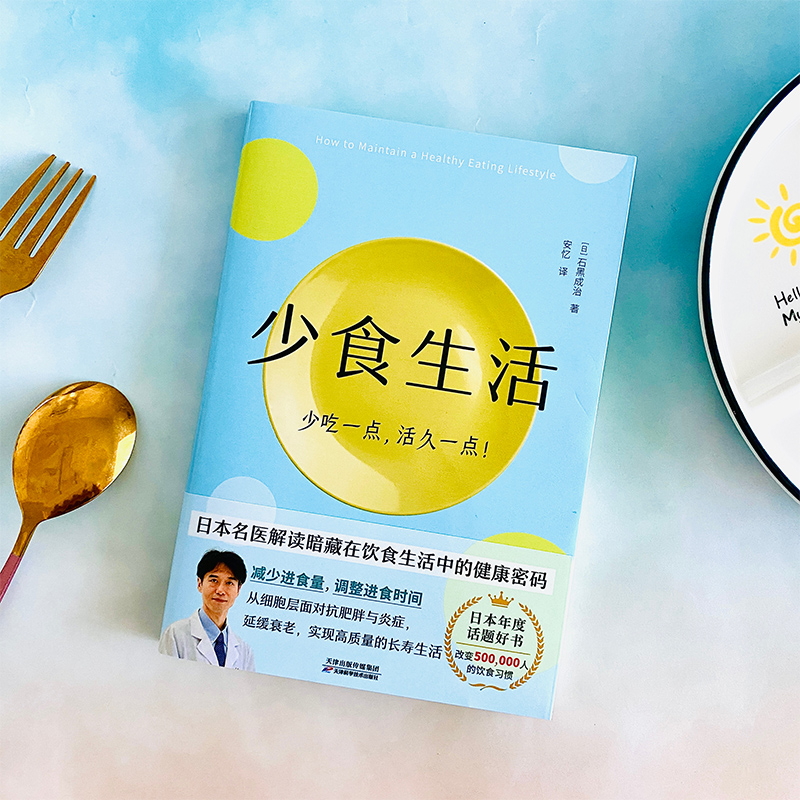 How to Maintain a Healthy Eating Lifestyle
[日]石黑成治 著
安忆 译
少食生活
少吃一点，活久一点！
日本名医解读暗藏在饮食生活中的健康密码
减少进食量，调整进食时间
从细胞层面对抗肥胖与炎症，
延缓衰老，实现高质量的长寿生活
日本年度
话题好书
改变500,000人
的饮食习惯
天津出版传媒集团
天津科学技术出版社
Hell
My